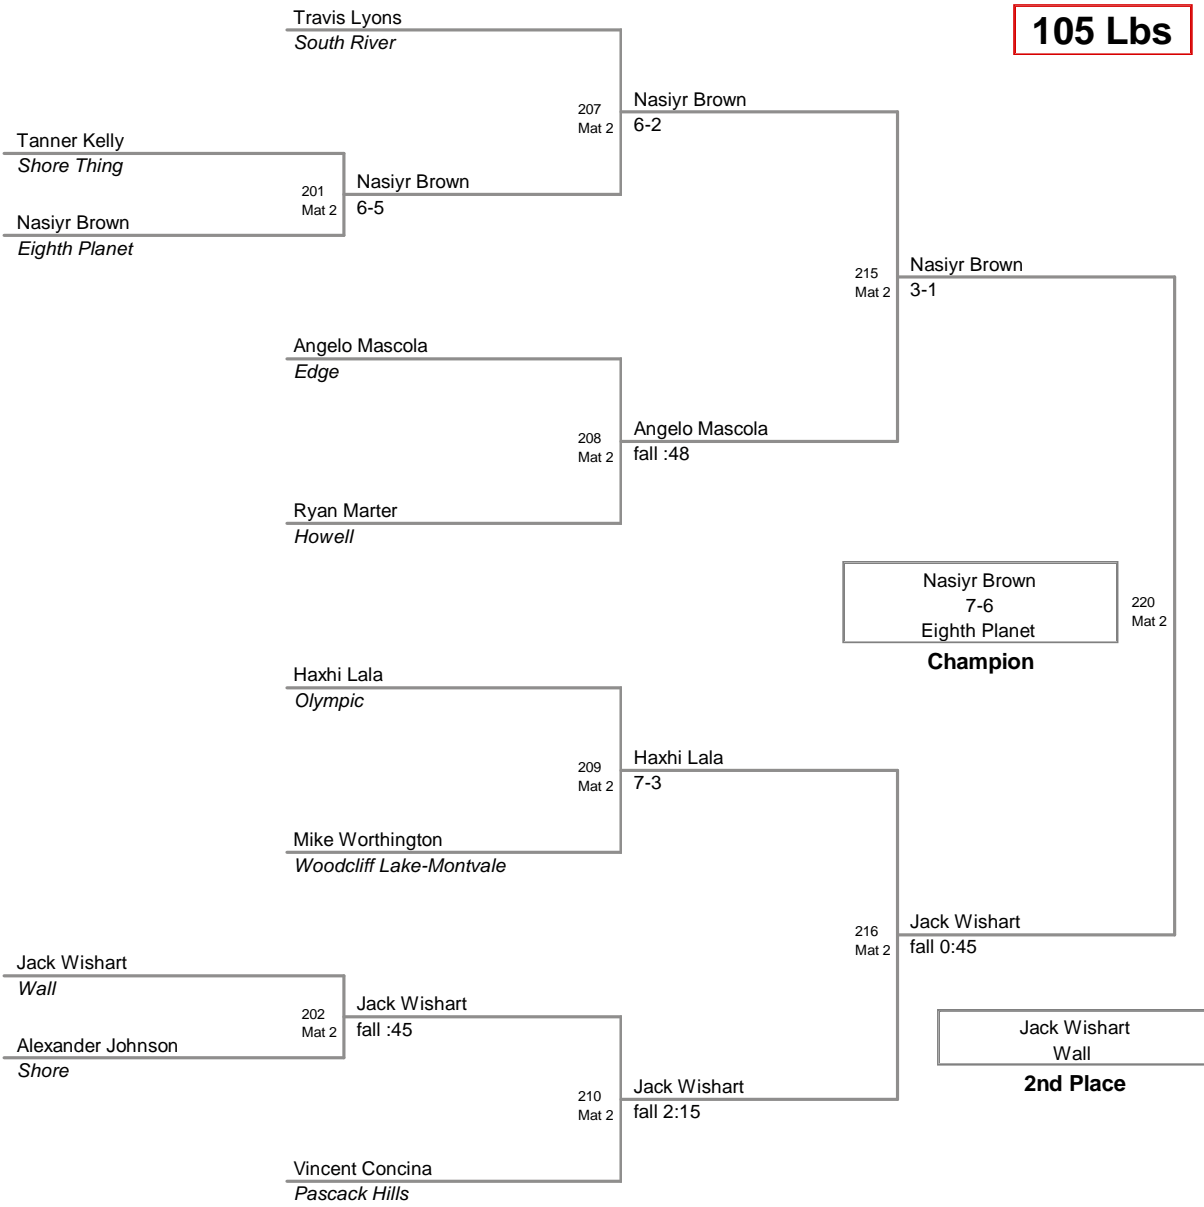 Travis Lyons
South River
105 Lbs
207
Mat 2
Nasiyr Brown
6-2
Tanner Kelly
Shore Thing
201
Mat 2
Nasiyr Brown
6-5
Nasiyr Brown
Eighth Planet
215
Mat 2
Nasiyr Brown
3-1
Angelo Mascola
Edge
208
Mat 2
Angelo Mascola
fall :48
Ryan Marter
Howell
Nasiyr Brown
7-6
Eighth Planet
Champion
220
Mat 2
Haxhi Lala
Olympic
209
Mat 2
Haxhi Lala
7-3
Mike Worthington
Woodcliff Lake-Montvale
216
Mat 2
Jack Wishart
fall 0:45
Jack Wishart
Wall
202
Mat 2
Jack Wishart
fall :45
Alexander Johnson
Shore
Jack Wishart
Wall
2nd Place
210
Mat 2
Jack Wishart
fall 2:15
Vincent Concina
Pascack Hills